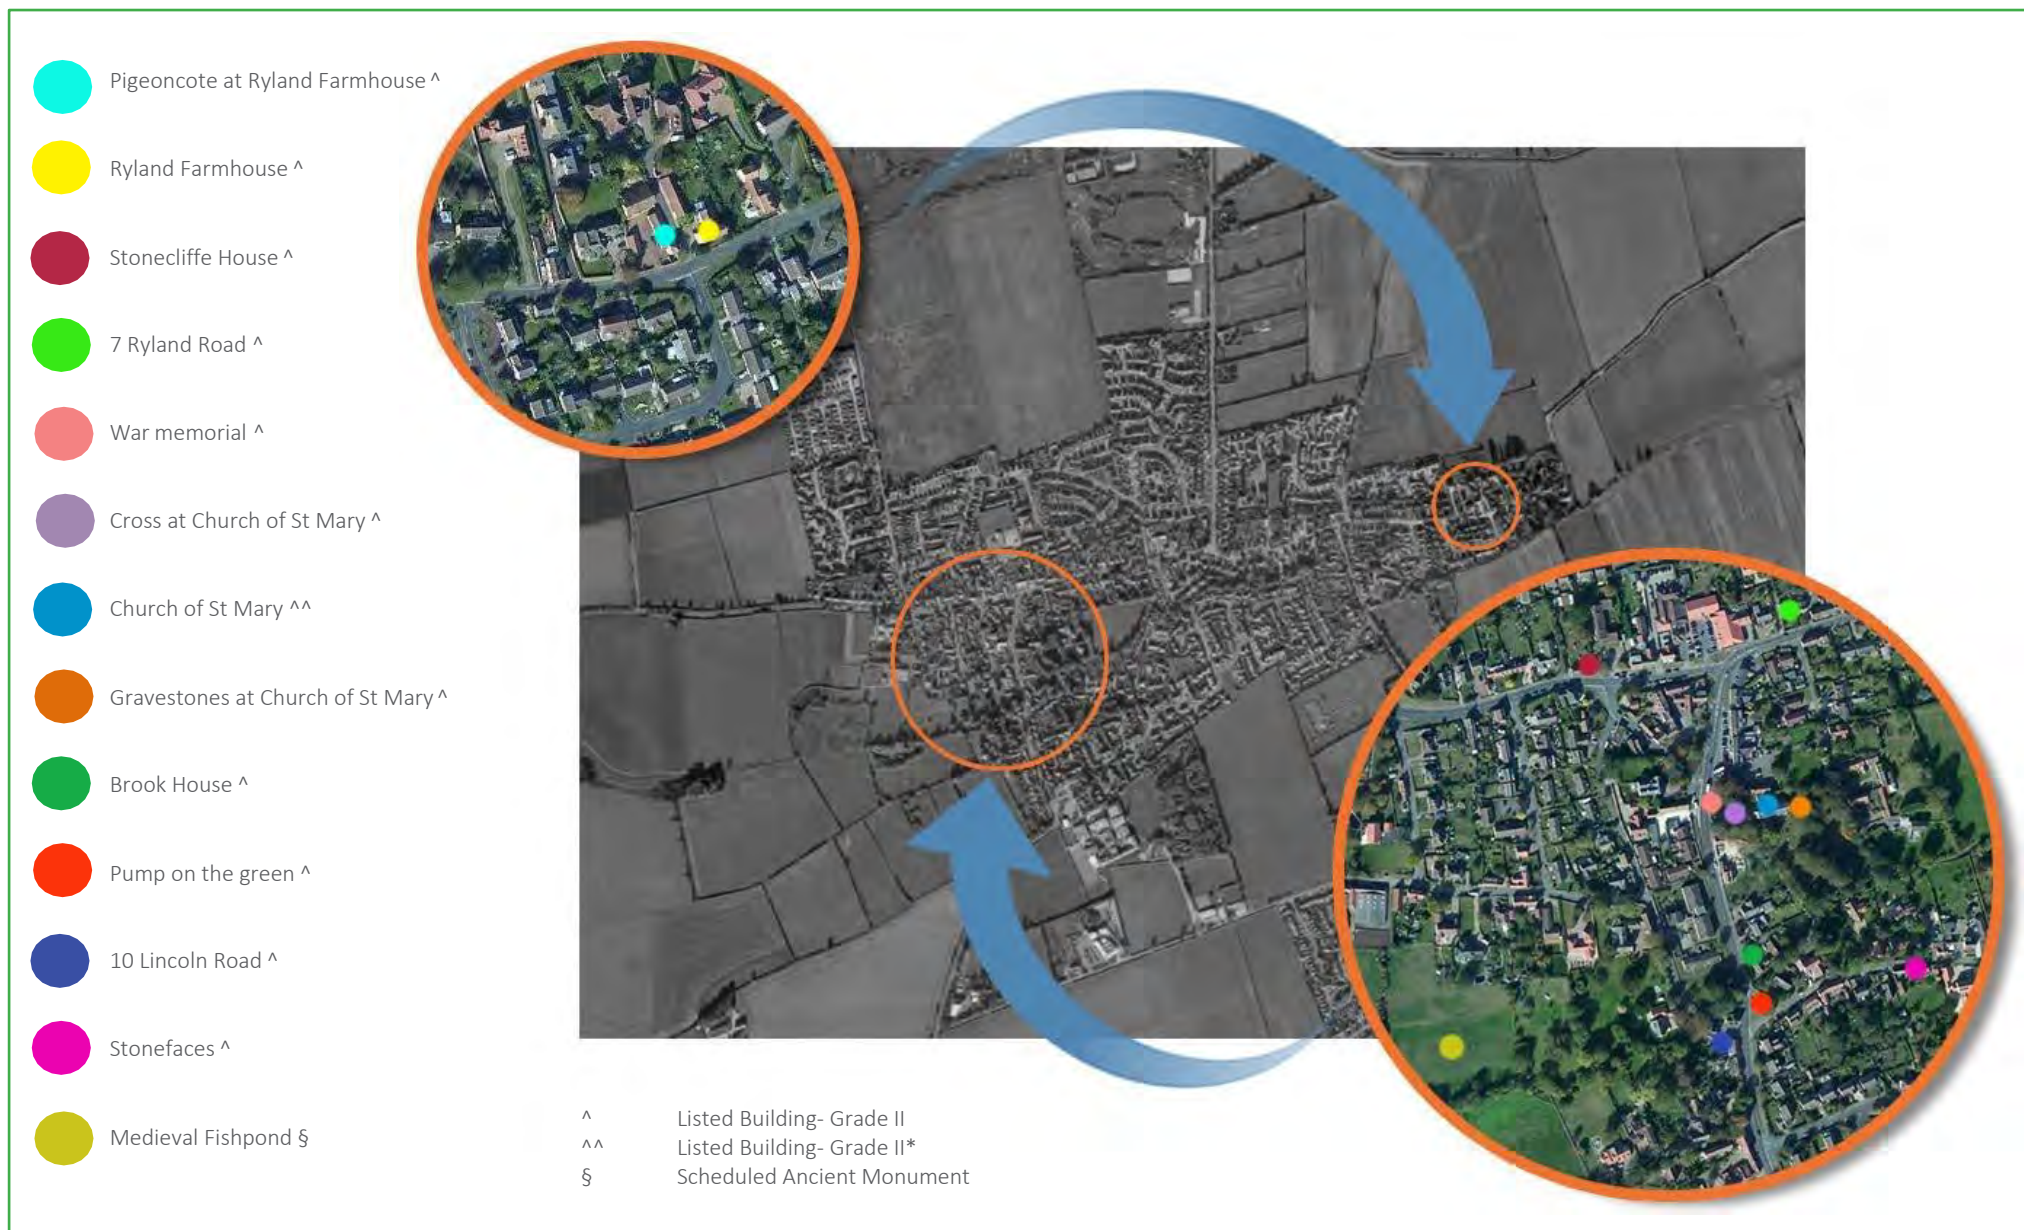 Pigeoncote at Ryland Farmhouse ^
Ryland Farmhouse ^
Stonecliffe House ^
7 Ryland Road ^
War memorial ^
Cross at Church of St Mary ^
Church of St Mary ^^
Gravestones at Church of St Mary ^
Brook House ^
Pump on the green ^
10 Lincoln Road ^
Stonefaces ^
Medieval Fishpond §
^ Listed Building- Grade II
^^ Listed Building- Grade II*
§ Scheduled Ancient Monument